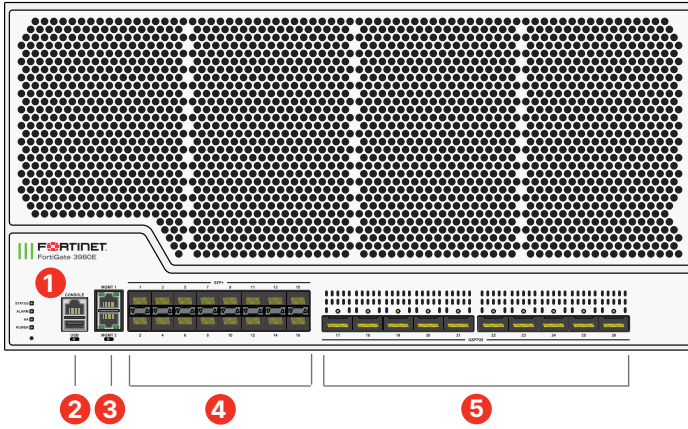 FORTINET
FortiGate 3980E
1
STATUS
ALARM
HA
POWER
CONSOLE
USB
MGMT 1
MGMT 2
SFP+
1 3 5 7 9 11 13 15
2 4 6 8 10 12 14 16
17 18 19 20 21 22 23 24 25 26
QSFP28
2 3 4 5